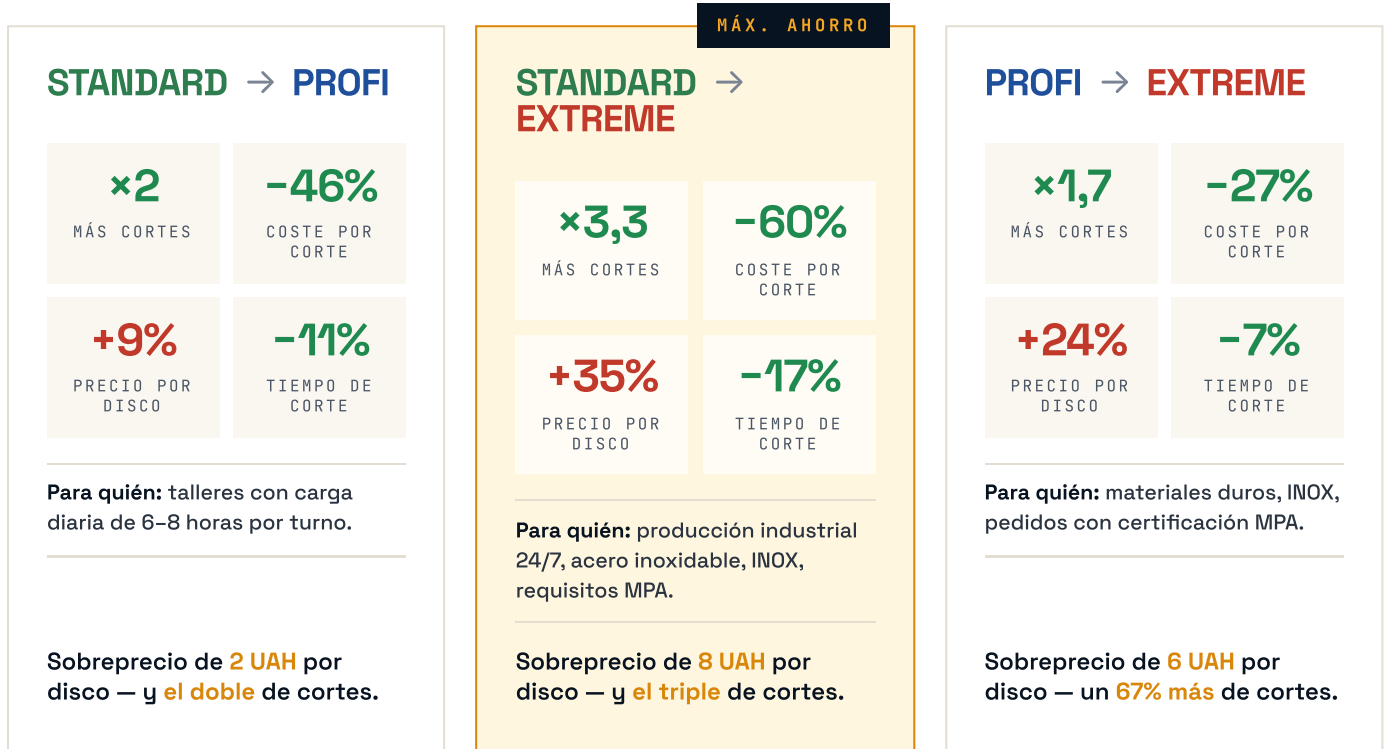 STANDARD → PROFI
×2
MÁS CORTES
−46%
COSTE POR
CORTE
+9%
PRECIO POR
DISCO
−11%
TIEMPO DE
CORTE
Para quién: talleres con carga
diaria de 6–8 horas por turno.
Sobreprecio de 2 UAH por
disco — y el doble de cortes.
MÁX. AHORRO
STANDARD →
EXTREME
×3,3
MÁS CORTES
−60%
COSTE POR
CORTE
+35%
PRECIO POR
DISCO
−17%
TIEMPO DE
CORTE
Para quién: producción industrial
24/7, acero inoxidable, INOX,
requisitos MPA.
Sobreprecio de 8 UAH por
disco — y el triple de cortes.
PROFI → EXTREME
×1,7
MÁS CORTES
−27%
COSTE POR
CORTE
+24%
PRECIO POR
DISCO
−7%
TIEMPO DE
CORTE
Para quién: materiales duros, INOX,
pedidos con certificación MPA.
Sobreprecio de 6 UAH por
disco — un 67% más de cortes.